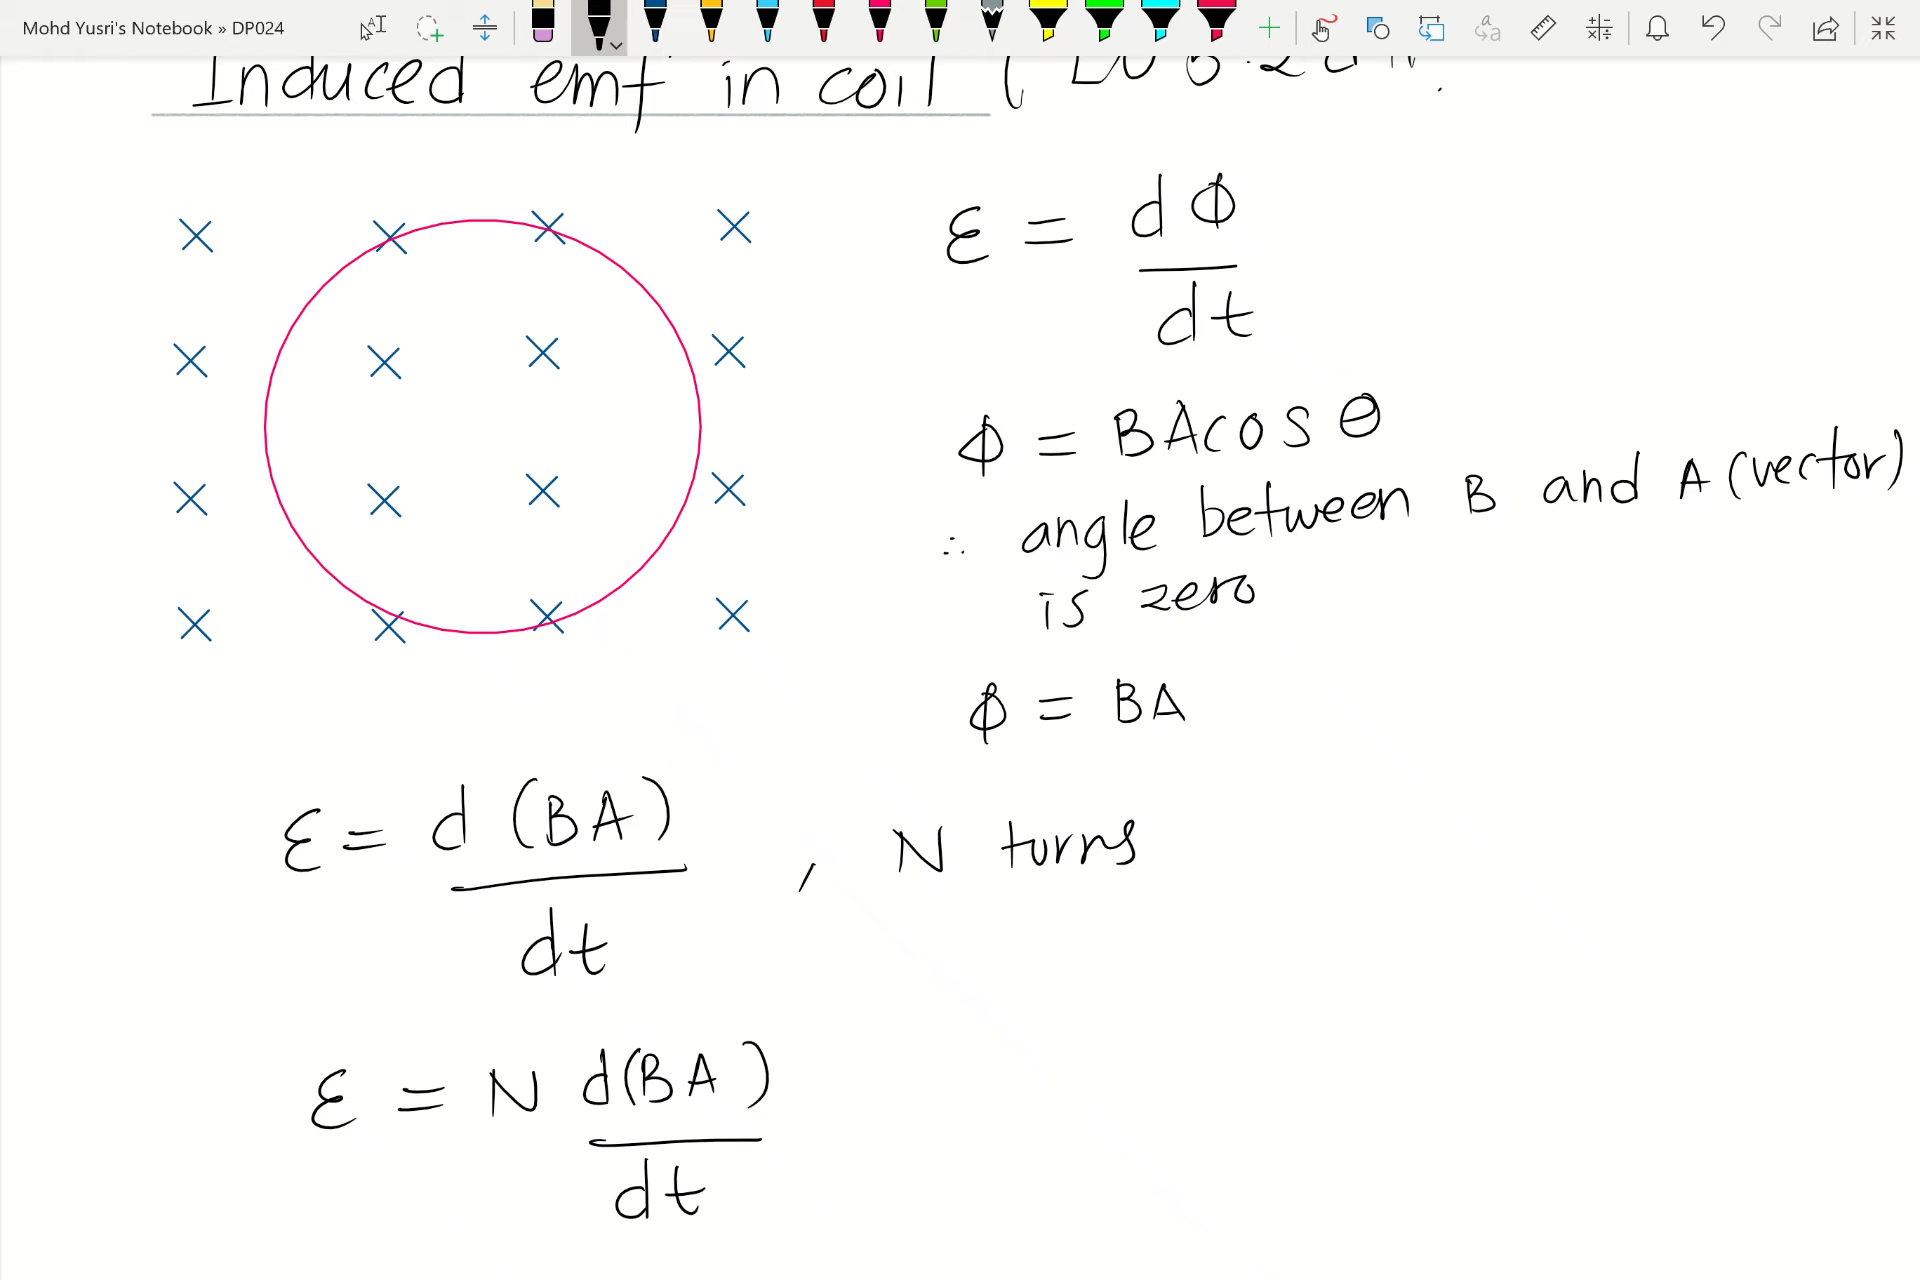 Mohd Yusri's Notebook » DP024
Induced emf in coil (
ε = dΦ
dt
Φ = BAcos θ
∴ angle between B and A (vector)
is zero
Φ = BA
ε = d (BA) , N turns
dt
ε = N d(BA)
dt